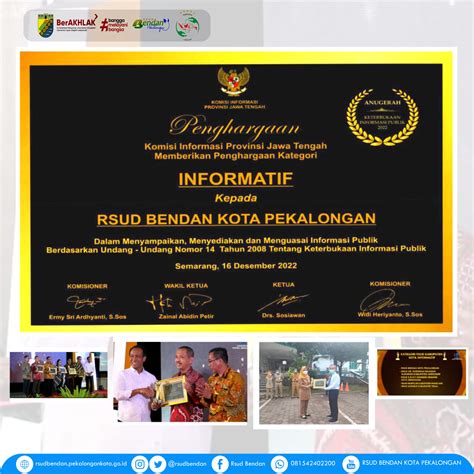 BerAKHLAK
#bangga melayani bangsa
Bendan
KOMISI INFORMASI
PROVINSI JAWA TENGAH
Penghargaan
Komisi Informasi Provinsi Jawa Tengah
Memberikan Penghargaan Kategori
INFORMATIF
Kepada
RSUD BENDAN KOTA PEKALONGAN
Dalam Menyampaikan, Menyediakan dan Menguasai Informasi Publik
Berdasarkan Undang - Undang Nomor 14 Tahun 2008 Tentang Keterbukaan Informasi Publik
Semarang, 16 Desember 2022
ANUGERAH
KETERBUKAAN
INFORMASI PUBLIK
2022
KOMISIONER
WAKIL KETUA
KETUA
KOMISIONER
Ermy Sri Ardhyanti, S.Sos
Zainal Abidin Petir
Drs. Sosiawan
Widi Heriyanto, S.Sos
rsudbendan.pekalongankota.go.id
@rsudbendan
Rsud Bendan
081542402200
RSUD BENDAN KOTA PEKALONGAN